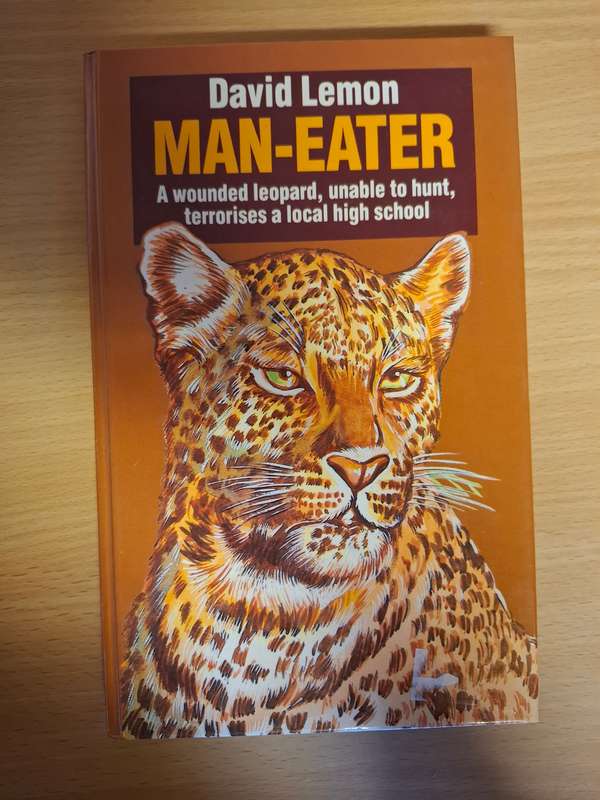 David Lemon
MAN-EATER
A wounded leopard, unable to hunt,
terrorises a local high school